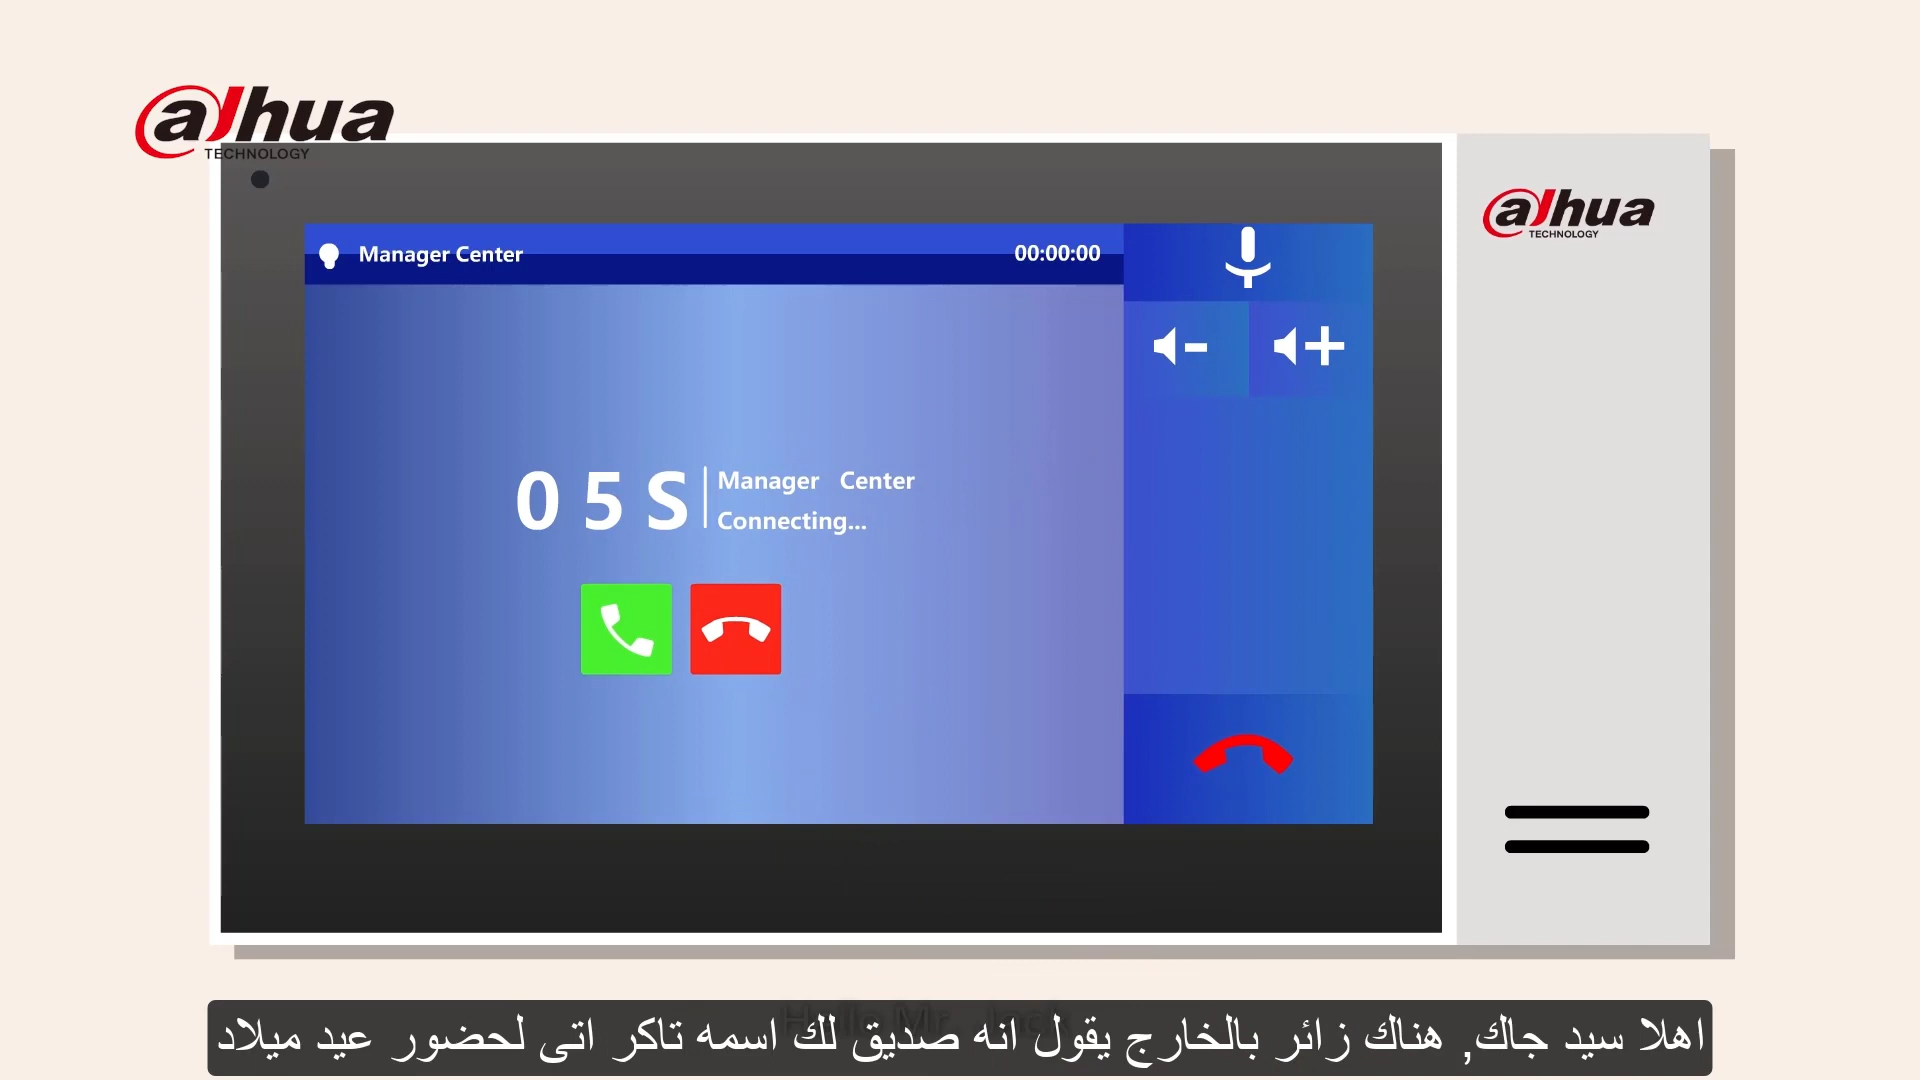 alhua
TECHNOLOGY
alhua
TECHNOLOGY
Manager Center
00:00:00
05S
Manager Center
Connecting...
اهلا سيد جاك, هناك زائر بالخارج يقول انه صديق لك اسمه تاكر اتى لحضور عيد ميلاد